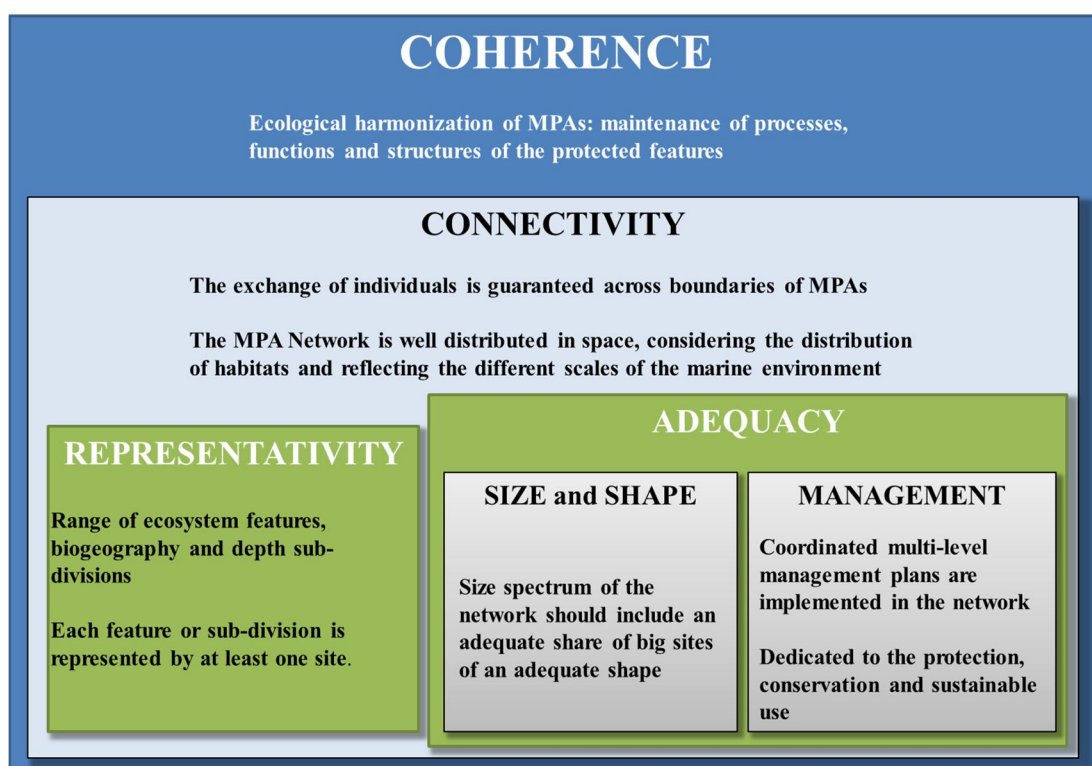 COHERENCE
Ecological harmonization of MPAs: maintenance of processes,
functions and structures of the protected features
CONNECTIVITY
The exchange of individuals is guaranteed across boundaries of MPAs
The MPA Network is well distributed in space, considering the distribution
of habitats and reflecting the different scales of the marine environment
REPRESENTATIVITY
Range of ecosystem features,
biogeography and depth sub-
divisions
Each feature or sub-division is
represented by at least one site.
ADEQUACY
SIZE and SHAPE
Size spectrum of the
network should include an
adequate share of big sites
of an adequate shape
MANAGEMENT
Coordinated multi-level
management plans are
implemented in the network
Dedicated to the protection,
conservation and sustainable
use